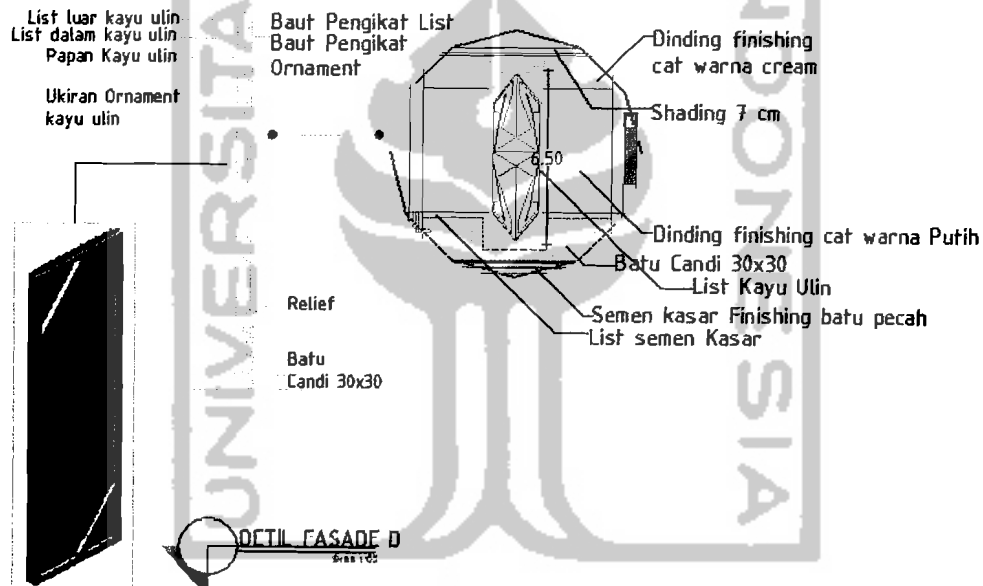 List luar kayu ulin
List dalam kayu ulin
Papan Kayu ulin
Ukiran Ornament
kayu ulin
Baut Pengikat List
Baut Pengikat
Ornament
Dinding finishing
cat warna cream
Shading 7 cm
6.50
Dinding finishing cat warna Putih
Batu Candi 30x30
List Kayu Ulin
Semen kasar Finishing batu pecah
List semen Kasar
Relief
Batu
Candi 30x30
DETIL FASADE D
UNIVERSITA
INDONESIA